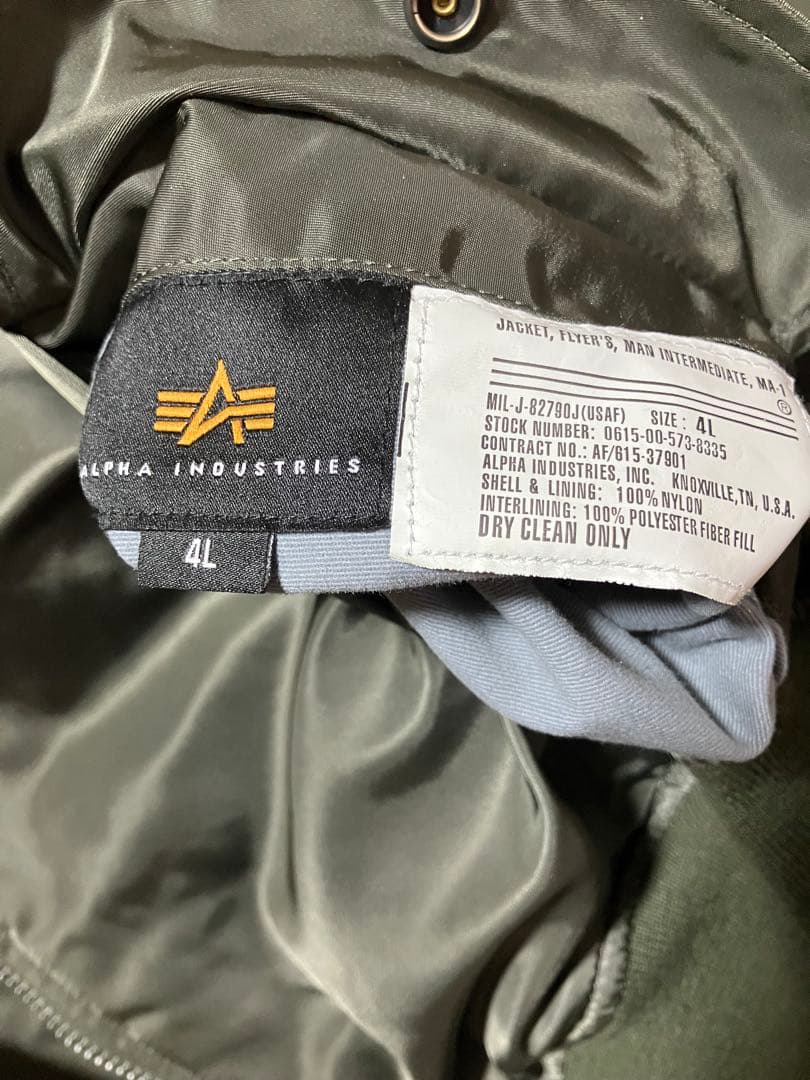 ALPHA INDUSTRIES
4L
JACKET, FLYER'S, MAN INTERMEDIATE, MA-1
®
MIL-J-82790J(USAF) SIZE: 4L
STOCK NUMBER: 0615-00-573-8335
CONTRACT NO.: AF/615-37901
ALPHA INDUSTRIES, INC. KNOXVILLE, TN, U.S.A.
SHELL & LINING: 100% NYLON
INTERLINING: 100% POLYESTER FIBER FILL
DRY CLEAN ONLY